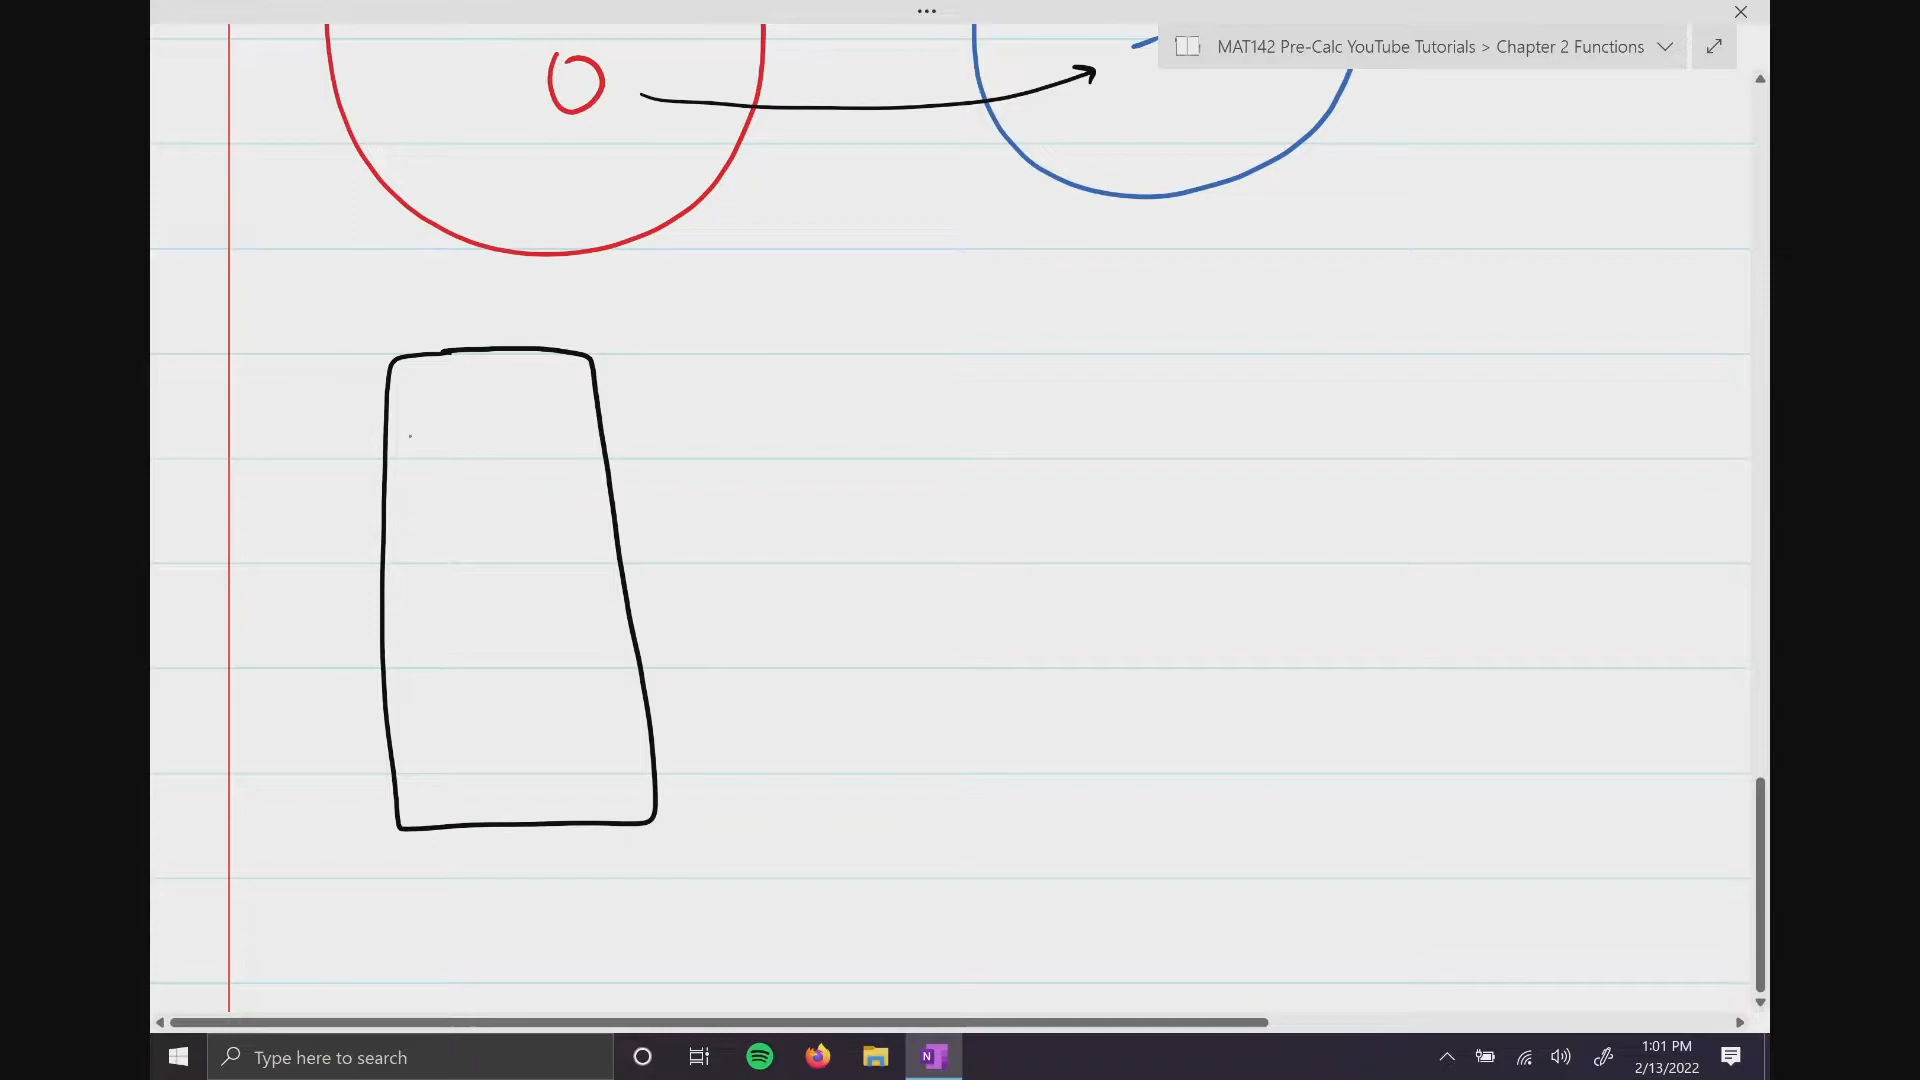 MAT142 Pre-Calc YouTube Tutorials > Chapter 2 Functions
0
Type here to search
1:01 PM
2/13/2022